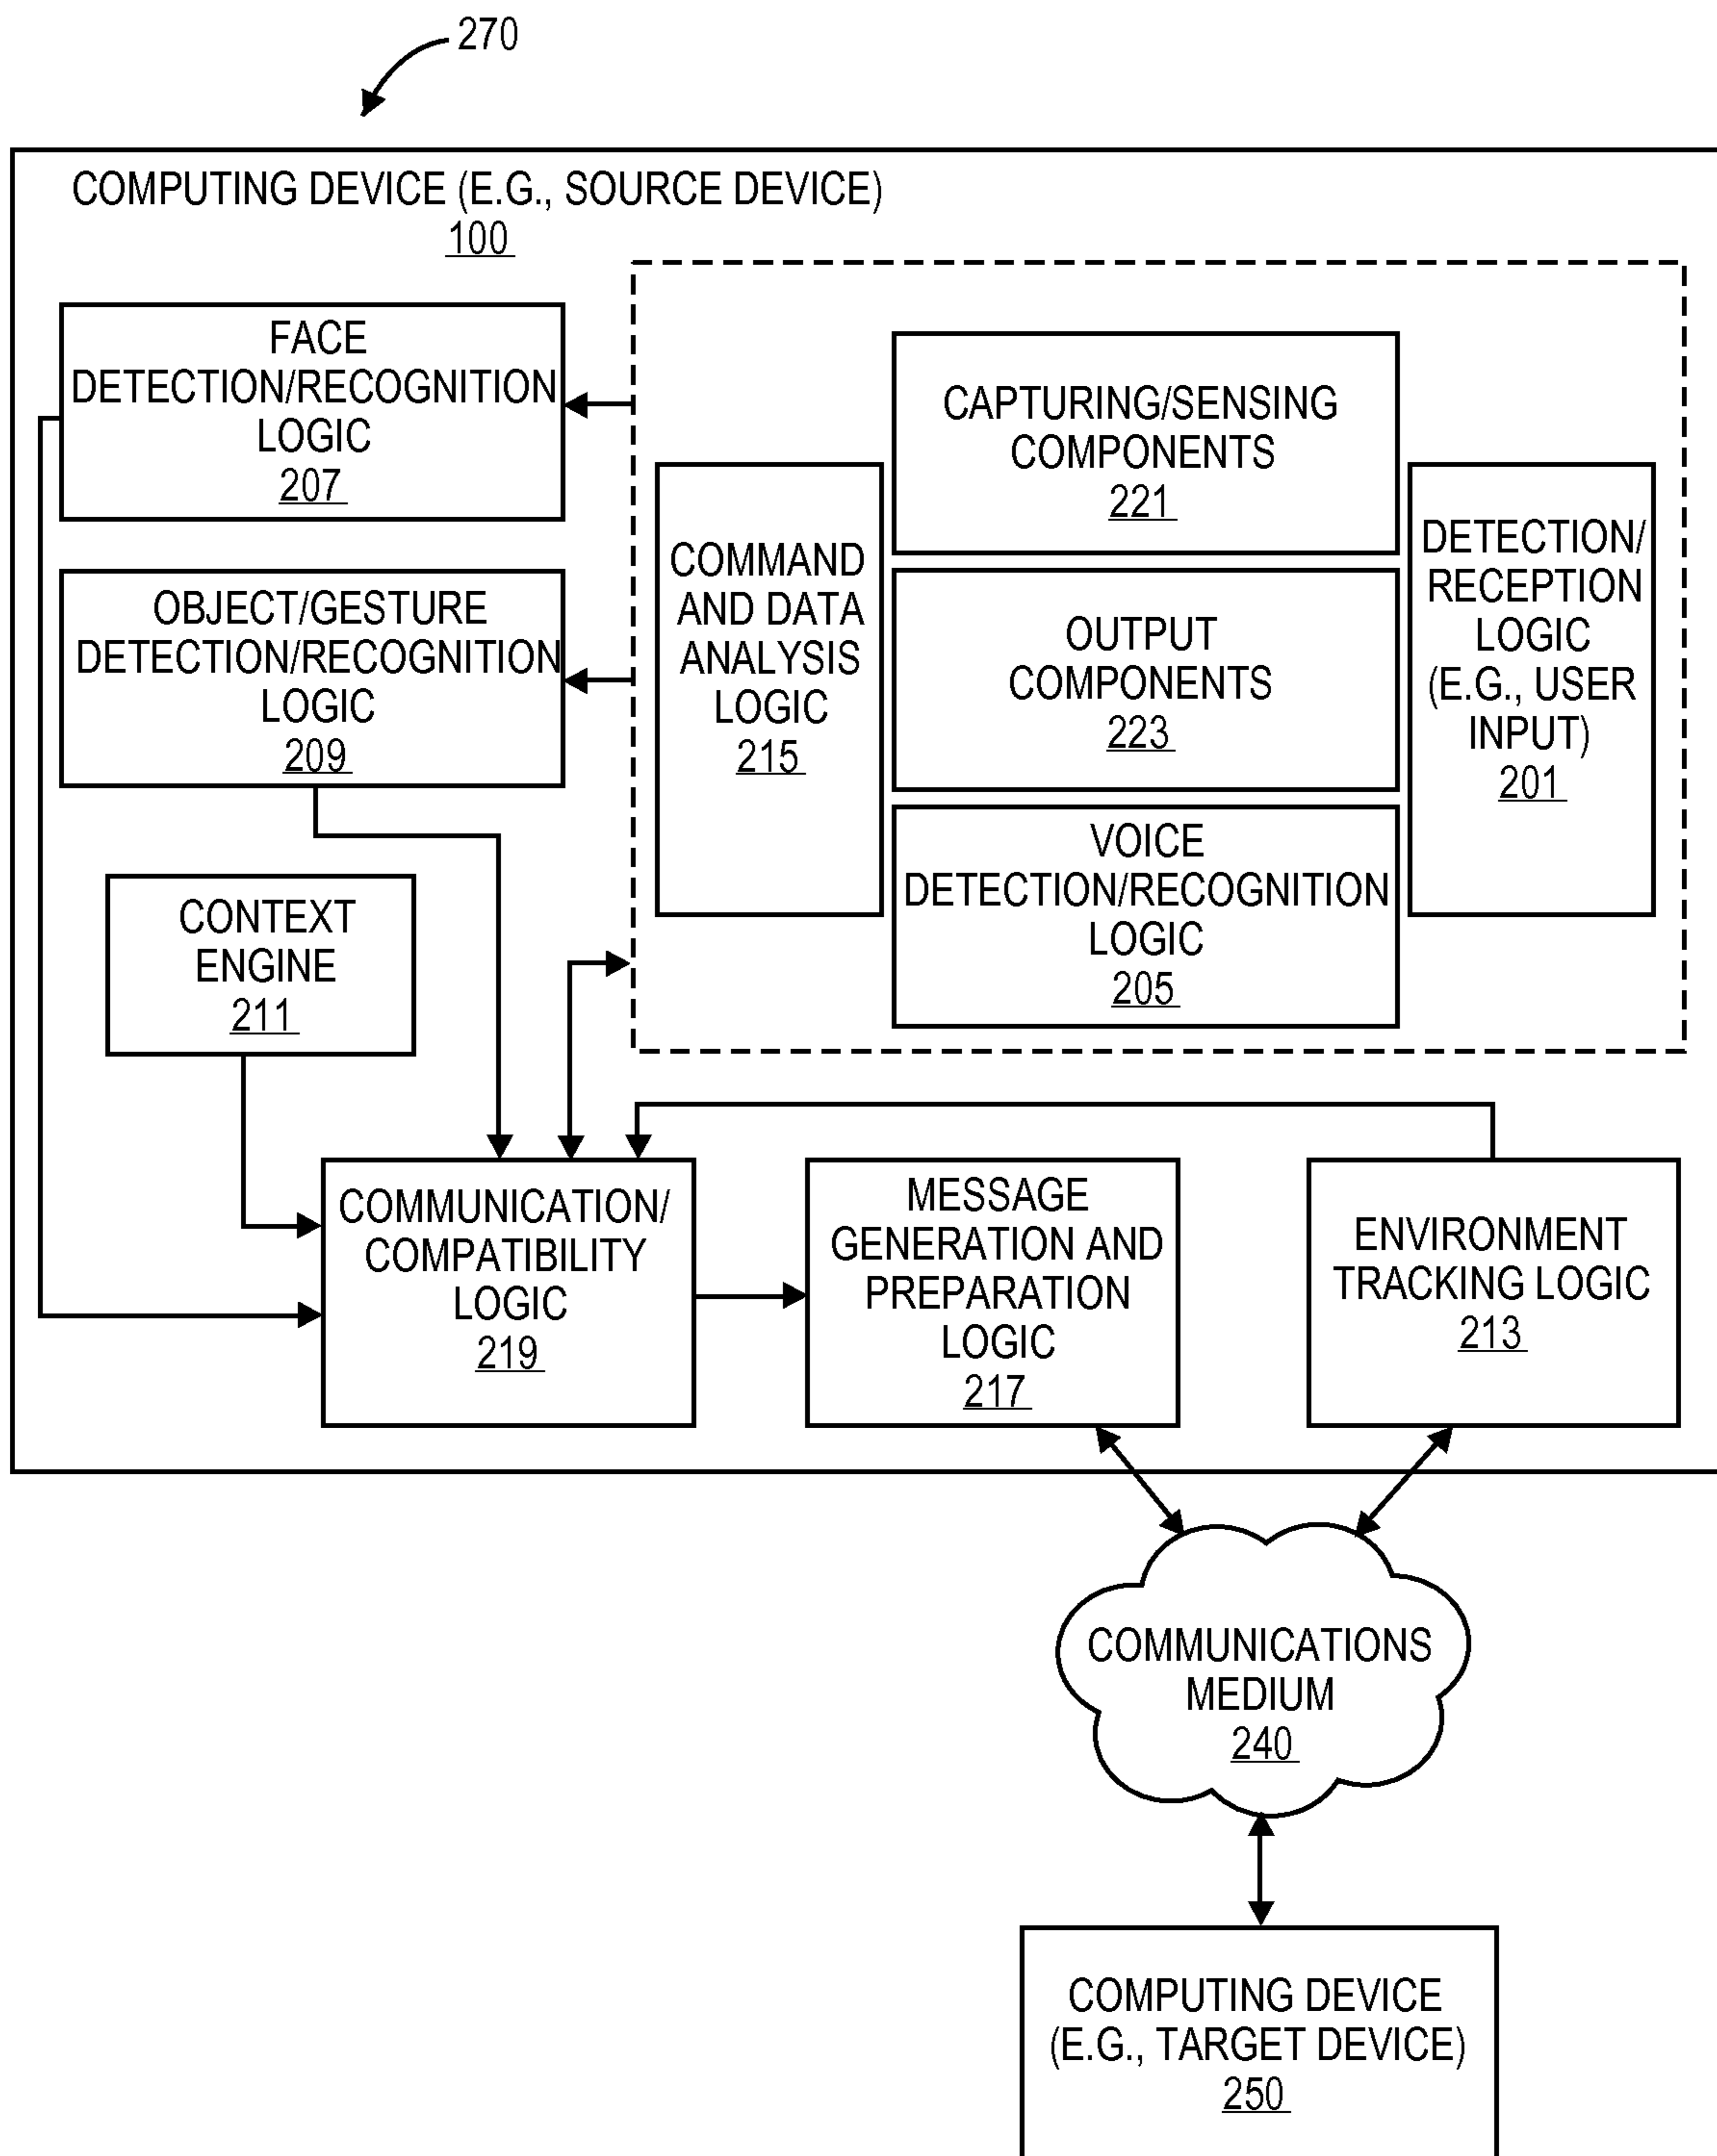 270
COMPUTING DEVICE (E.G., SOURCE DEVICE)
100
FACE
DETECTION/RECOGNITION
LOGIC
207
OBJECT/GESTURE
DETECTION/RECOGNITION
LOGIC
209
CONTEXT
ENGINE
211
COMMAND
AND DATA
ANALYSIS
LOGIC
215
CAPTURING/SENSING
COMPONENTS
221
OUTPUT
COMPONENTS
223
VOICE
DETECTION/RECOGNITION
LOGIC
205
DETECTION/
RECEPTION
LOGIC
(E.G., USER
INPUT)
201
COMMUNICATION/
COMPATIBILITY
LOGIC
219
MESSAGE
GENERATION AND
PREPARATION
LOGIC
217
ENVIRONMENT
TRACKING LOGIC
213
COMMUNICATIONS
MEDIUM
240
COMPUTING DEVICE
(E.G., TARGET DEVICE)
250